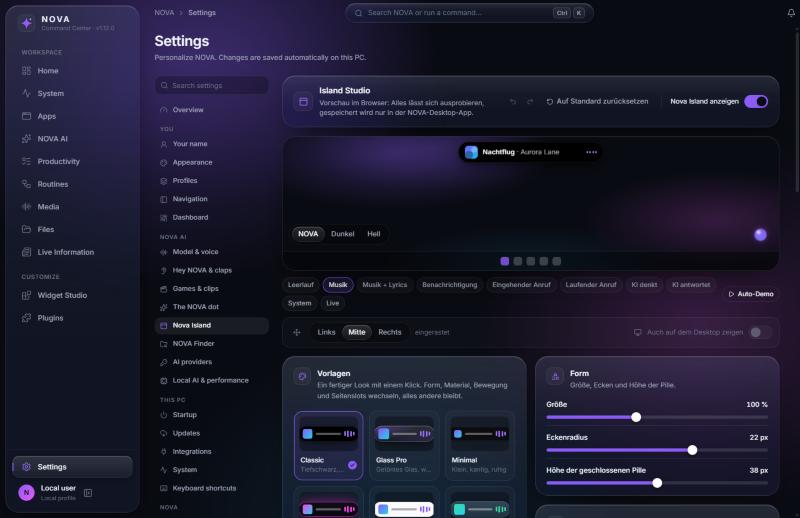 NOVA
Command Center · v1.12.0
WORKSPACE
Home
System
Apps
NOVA AI
Productivity
Routines
Media
Files
Live Information
CUSTOMIZE
Widget Studio
Plugins
Settings
N
Local user
Local profile
NOVA > Settings
Search NOVA or run a command...
Ctrl K
Settings
Personalize NOVA. Changes are saved automatically on this PC.
Search settings
Overview
YOU
Your name
Appearance
Profiles
Navigation
Dashboard
NOVA AI
Model & voice
Hey NOVA & claps
Games & clips
The NOVA dot
Nova Island
NOVA Finder
AI providers
Local AI & performance
THIS PC
Startup
Updates
Integrations
System
Keyboard shortcuts
NOVA
Island Studio
Vorschau im Browser: Alles lässt sich ausprobieren,
gespeichert wird nur in der NOVA-Desktop-App.
Auf Standard zurücksetzen
Nova Island anzeigen
Nachtflug · Aurora Lane
NOVA Dunkel Hell
Leerlauf Musik Musik + Lyrics Benachrichtigung Eingehender Anruf Laufender Anruf KI denkt KI antwortet
System Live
Auto-Demo
Links Mitte Rechts eingerastet
Auch auf dem Desktop zeigen
Vorlagen
Ein fertiger Look mit einem Klick. Form, Material, Bewegung
und Seitenslots wechseln, alles andere bleibt.
Classic
Tiefschwarz,...
Glass Pro
Getöntes Glas, w...
Minimal
Klein, kantig, ruhig
Form
Größe, Ecken und Höhe der Pille.
Größe 100 %
Eckenradius 22 px
Höhe der geschlossenen Pille 38 px